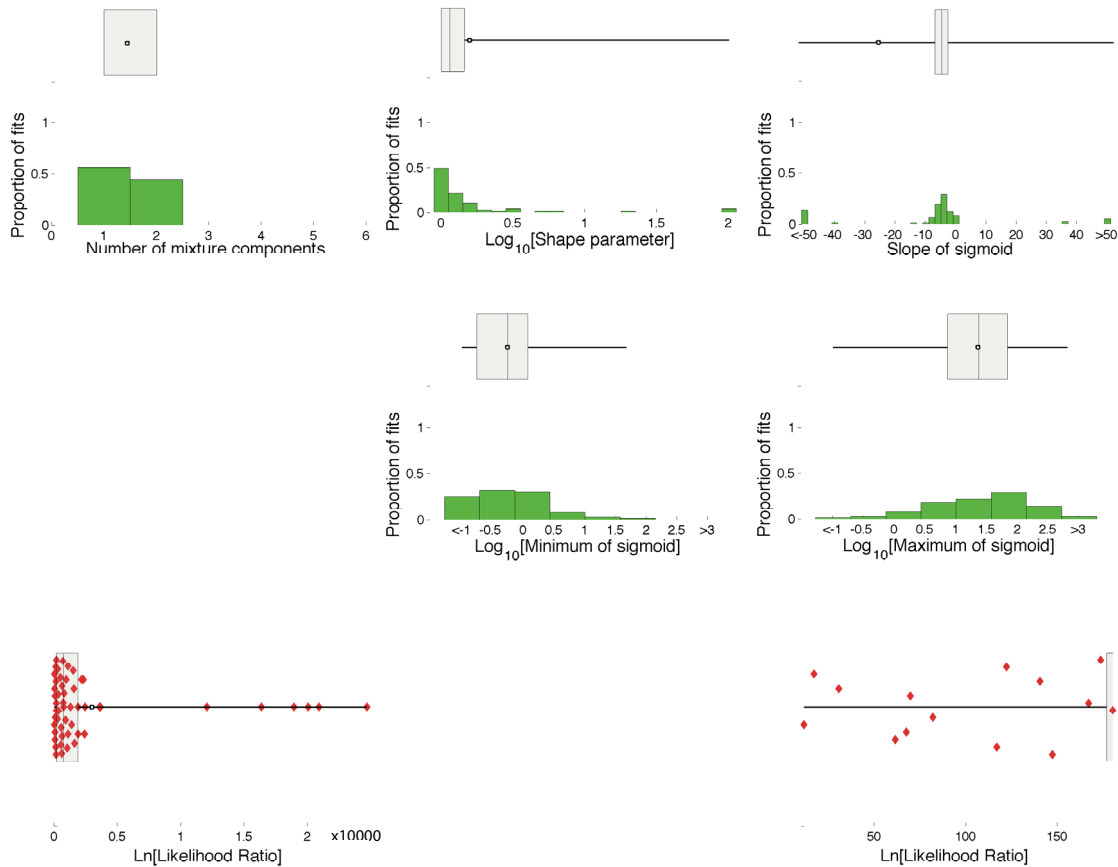 Proportion of fits
1
0.5
0
0 1 2 3 4 5 6
Number of mixture components
Proportion of fits
1
0.5
0
0 0.5 1 1.5 2
Log10[Shape parameter]
Proportion of fits
1
0.5
0
<-50 -40 -30 -20 -10 0 10 20 30 40 >50
Slope of sigmoid
Proportion of fits
1
0.5
0
<-1 -0.5 0 0.5 1 1.5 2 2.5 >3
Log10[Minimum of sigmoid]
Proportion of fits
1
0.5
0
<-1 -0.5 0 0.5 1 1.5 2 2.5 >3
Log10[Maximum of sigmoid]
0 0.5 1 1.5 2 x10000
Ln[Likelihood Ratio]
50 100 150
Ln[Likelihood Ratio]